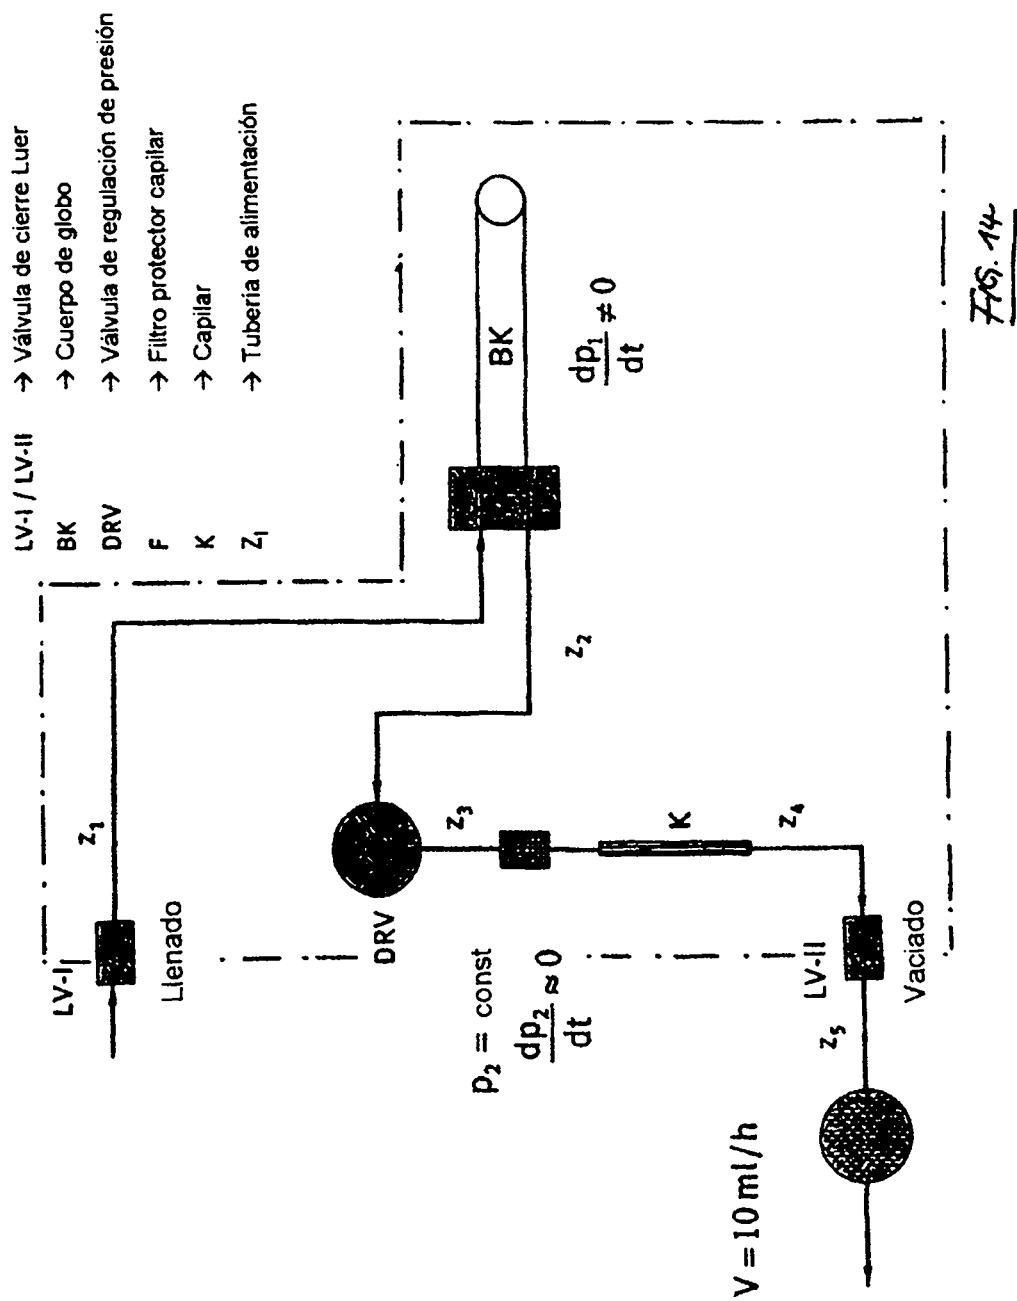 LV-I / LV-II → Válvula de cierre Luer
BK → Cuerpo de globo
DRV → Válvula de regulación de presión
F → Filtro protector capilar
K → Capilar
Z₁ → Tubería de alimentación
LV-I
Llenado
Z₁
BK
dp₁/dt ≠ 0
Z₂
DRV
Z₃
K
Z₄
p₂ = const
dp₂/dt ≈ 0
LV-II
Vaciado
Z₅
V = 10 ml/h
FIG. 14